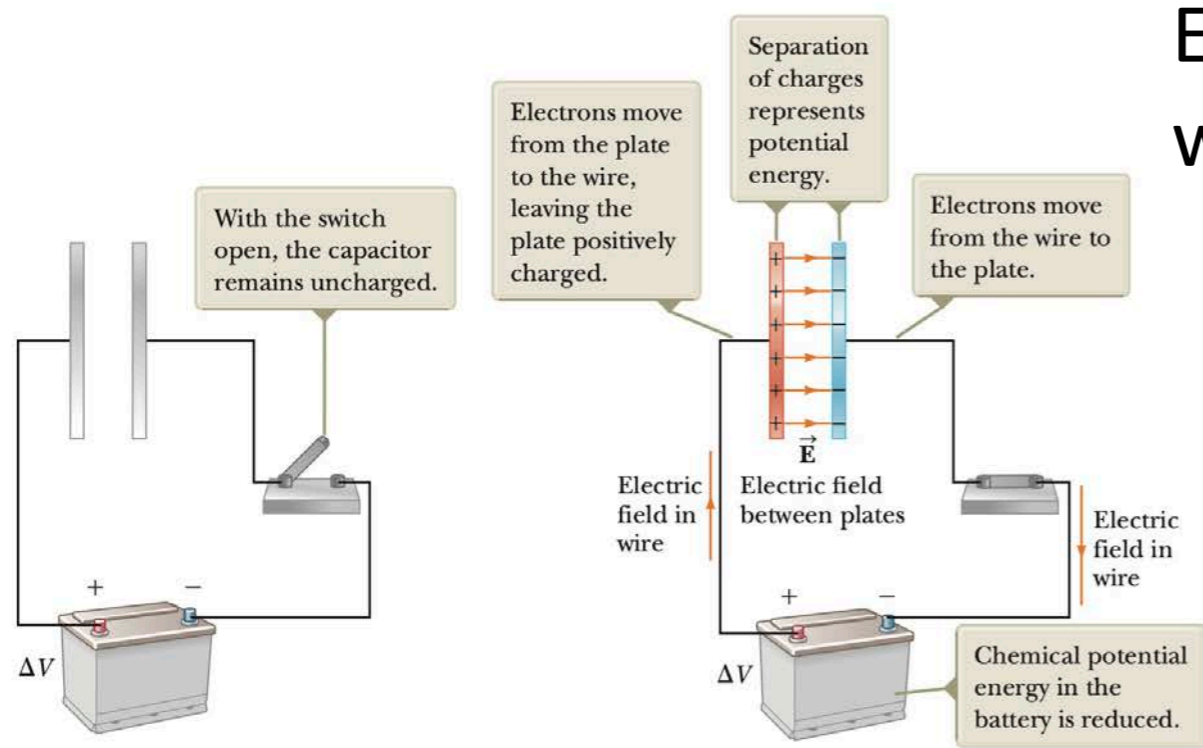 With the switch
open, the capacitor
remains uncharged.
+
−
ΔV
Electrons move
from the plate
to the wire,
leaving the
plate positively
charged.
Separation
of charges
represents
potential
energy.
Electrons move
from the wire to
the plate.
+ −
+ −
+ −
+ −
+ −
+ −
E
Electric field
between plates
Electric
field in
wire
Electric
field in
wire
+
−
ΔV
Chemical potential
energy in the
battery is reduced.